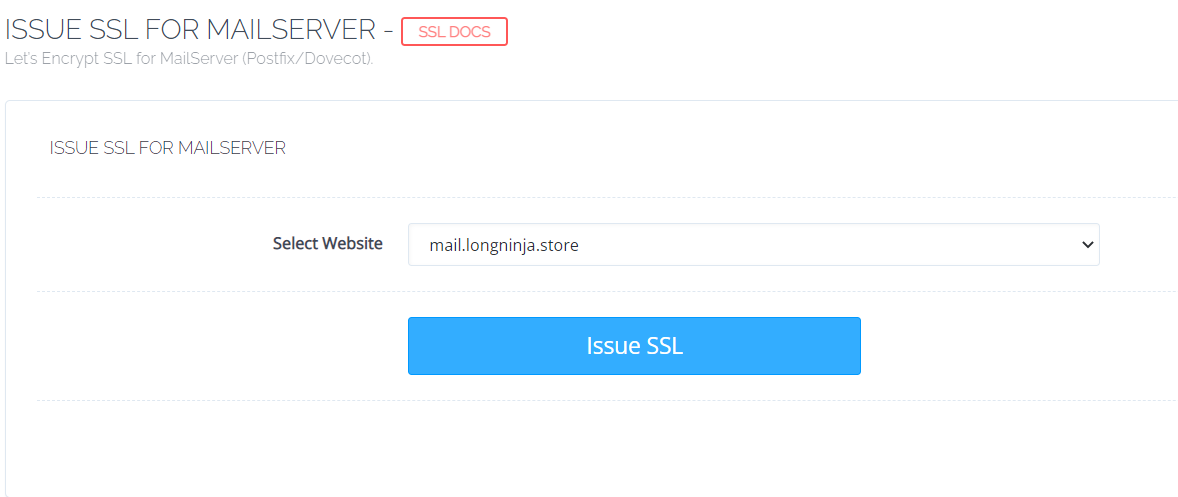 ISSUE SSL FOR MAILSERVER - SSL DOCS
Let's Encrypt SSL for MailServer (Postfix/Dovecot).
ISSUE SSL FOR MAILSERVER
Select Website mail.longninja.store
Issue SSL